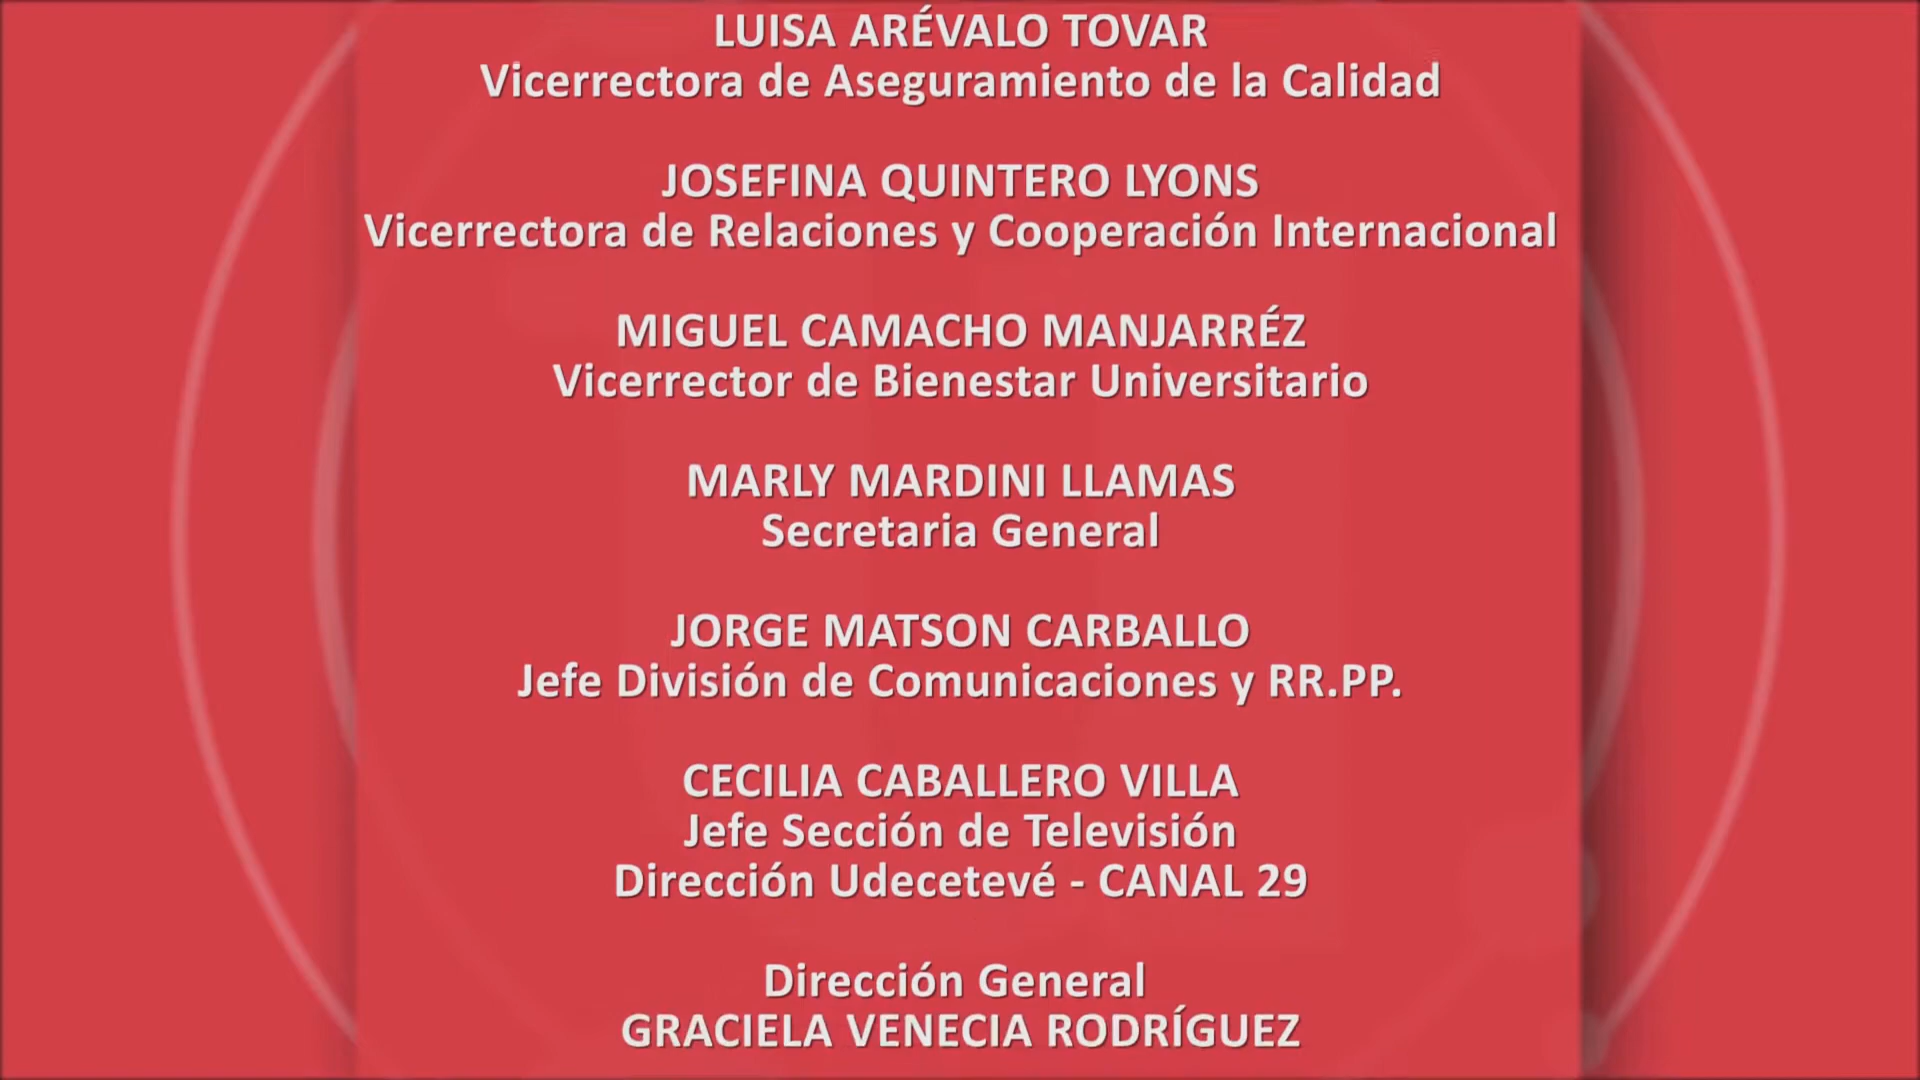 LUISA ARÉVALO TOVAR
Vicerrectora de Aseguramiento de la Calidad
JOSEFINA QUINTERO LYONS
Vicerrectora de Relaciones y Cooperación Internacional
MIGUEL CAMACHO MANJARRÉZ
Vicerrector de Bienestar Universitario
MARLY MARDINI LLAMAS
Secretaria General
JORGE MATSON CARBALLO
Jefe División de Comunicaciones y RR.PP.
CECILIA CABALLERO VILLA
Jefe Sección de Televisión
Dirección Udecetevé - CANAL 29
Dirección General
GRACIELA VENECIA RODRÍGUEZ